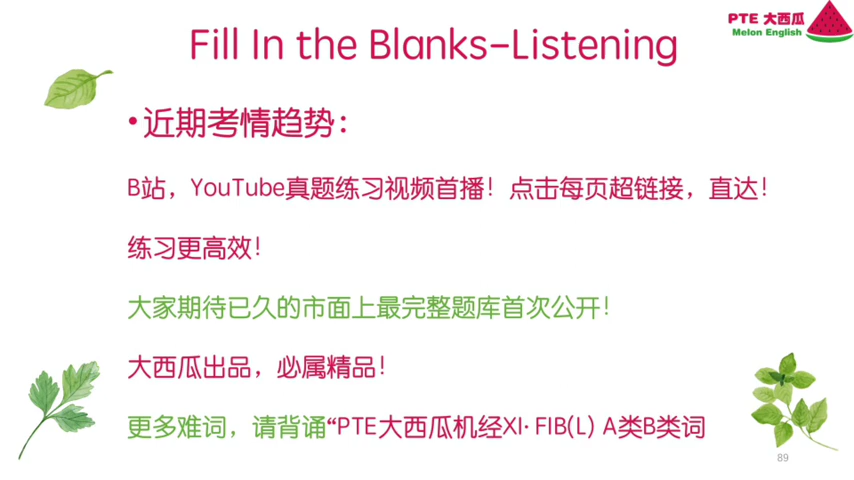 PTE 大西瓜
Melon English
Fill In the Blanks-Listening
•近期考情趋势：
B站，YouTube真题练习视频首播！点击每页超链接，直达！
练习更高效！
大家期待已久的市面上最完整题库首次公开！
大西瓜出品，必属精品！
更多难词，请背诵“PTE大西瓜机经XI· FIB(L) A类B类词
89